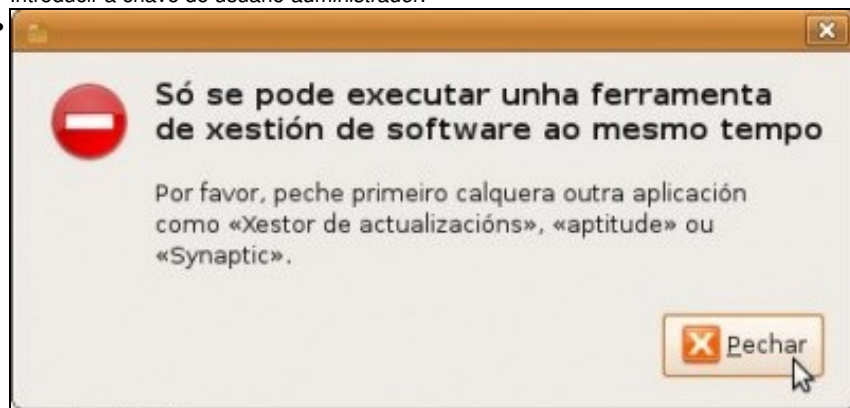 introducir a chave do usuario administrador.
Só se pode executar unha ferramenta
de xestión de software ao mesmo tempo
Por favor, peche primeiro calquera outra aplicación
como «Xestor de actualizacións», «aptitude» ou
«Synaptic».
Pechar